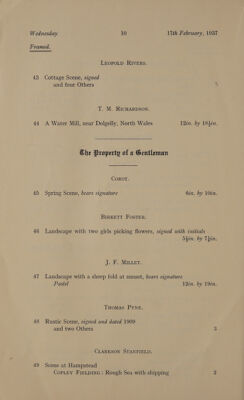 Wednesday 10 17th February, 1937
Framed.
LEOPOLD RIVERS.
43 Cottage Scene, signed
and four Others 5
T. M. RICHARDSON.
44 A Water Mill, near Dolgelly, North Wales 12in. by 18½in.
The Property of a Gentleman
COROT.
45 Spring Scene, bears signature 6in. by 10in.
BIRKETT FOSTER.
46 Landscape with two girls picking flowers, signed with initials
5½in. by 7½in.
J. F. MILLET.
47 Landscape with a sheep fold at sunset, bears signature
Pastel 12in. by 19in.
THOMAS PYNE.
48 Rustic Scene, signed and dated 1909
and two Others 3
CLARKSON STANFIELD.
49 Scene at Hampstead
COPLEY FIELDING : Rough Sea with shipping 2